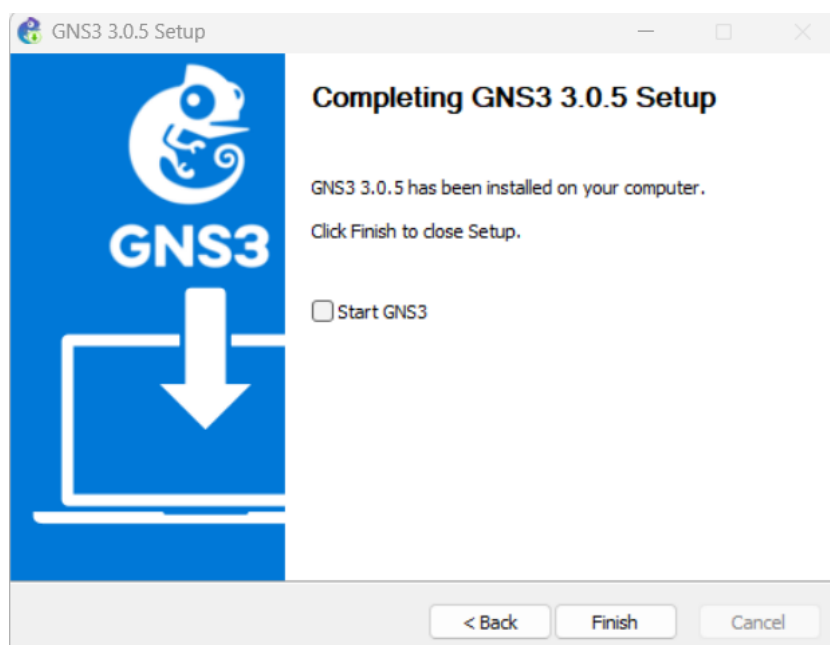 GNS3 3.0.5 Setup
Completing GNS3 3.0.5 Setup
GNS3 3.0.5 has been installed on your computer.
Click Finish to close Setup.
GNS3
Start GNS3
< Back
Finish
Cancel